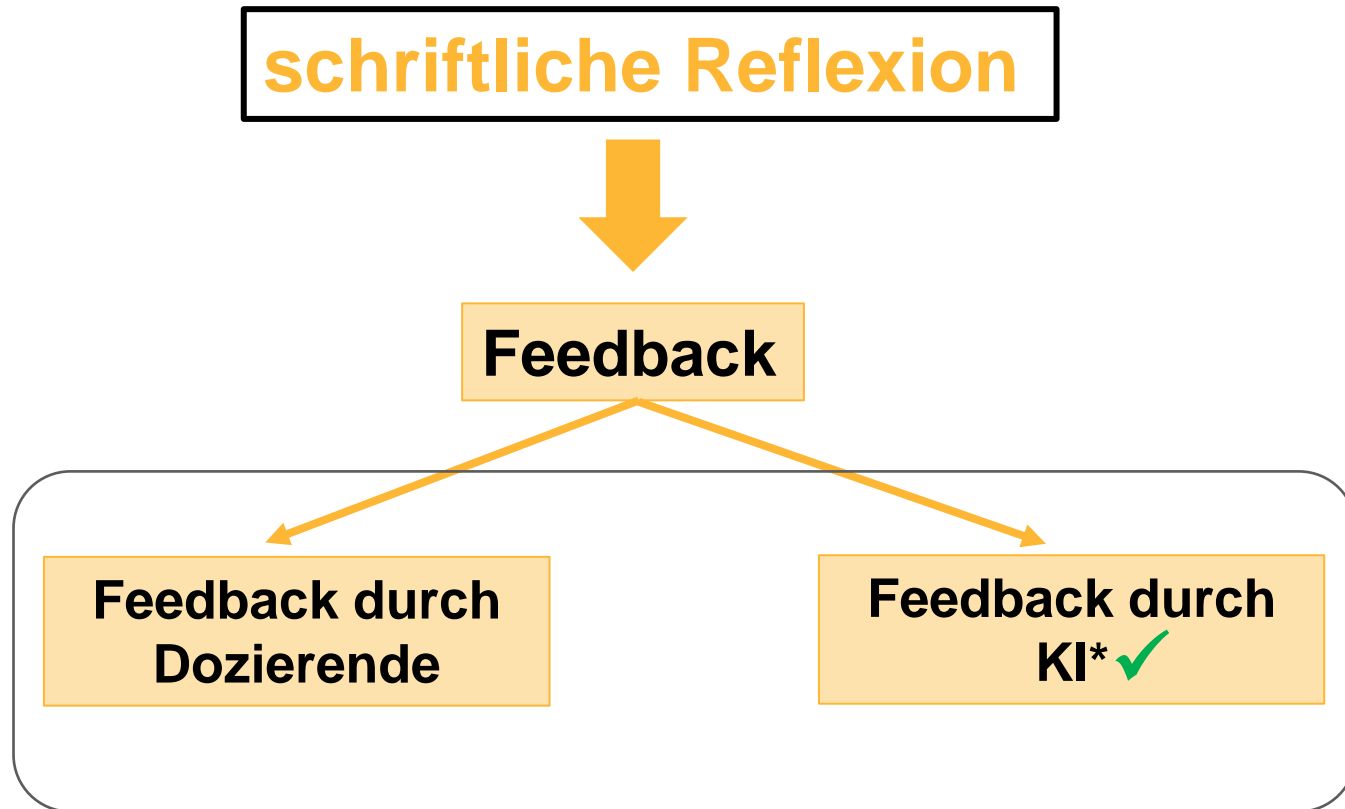 schriftliche Reflexion
Feedback
Feedback durch
Dozierende
Feedback durch
KI* ✓